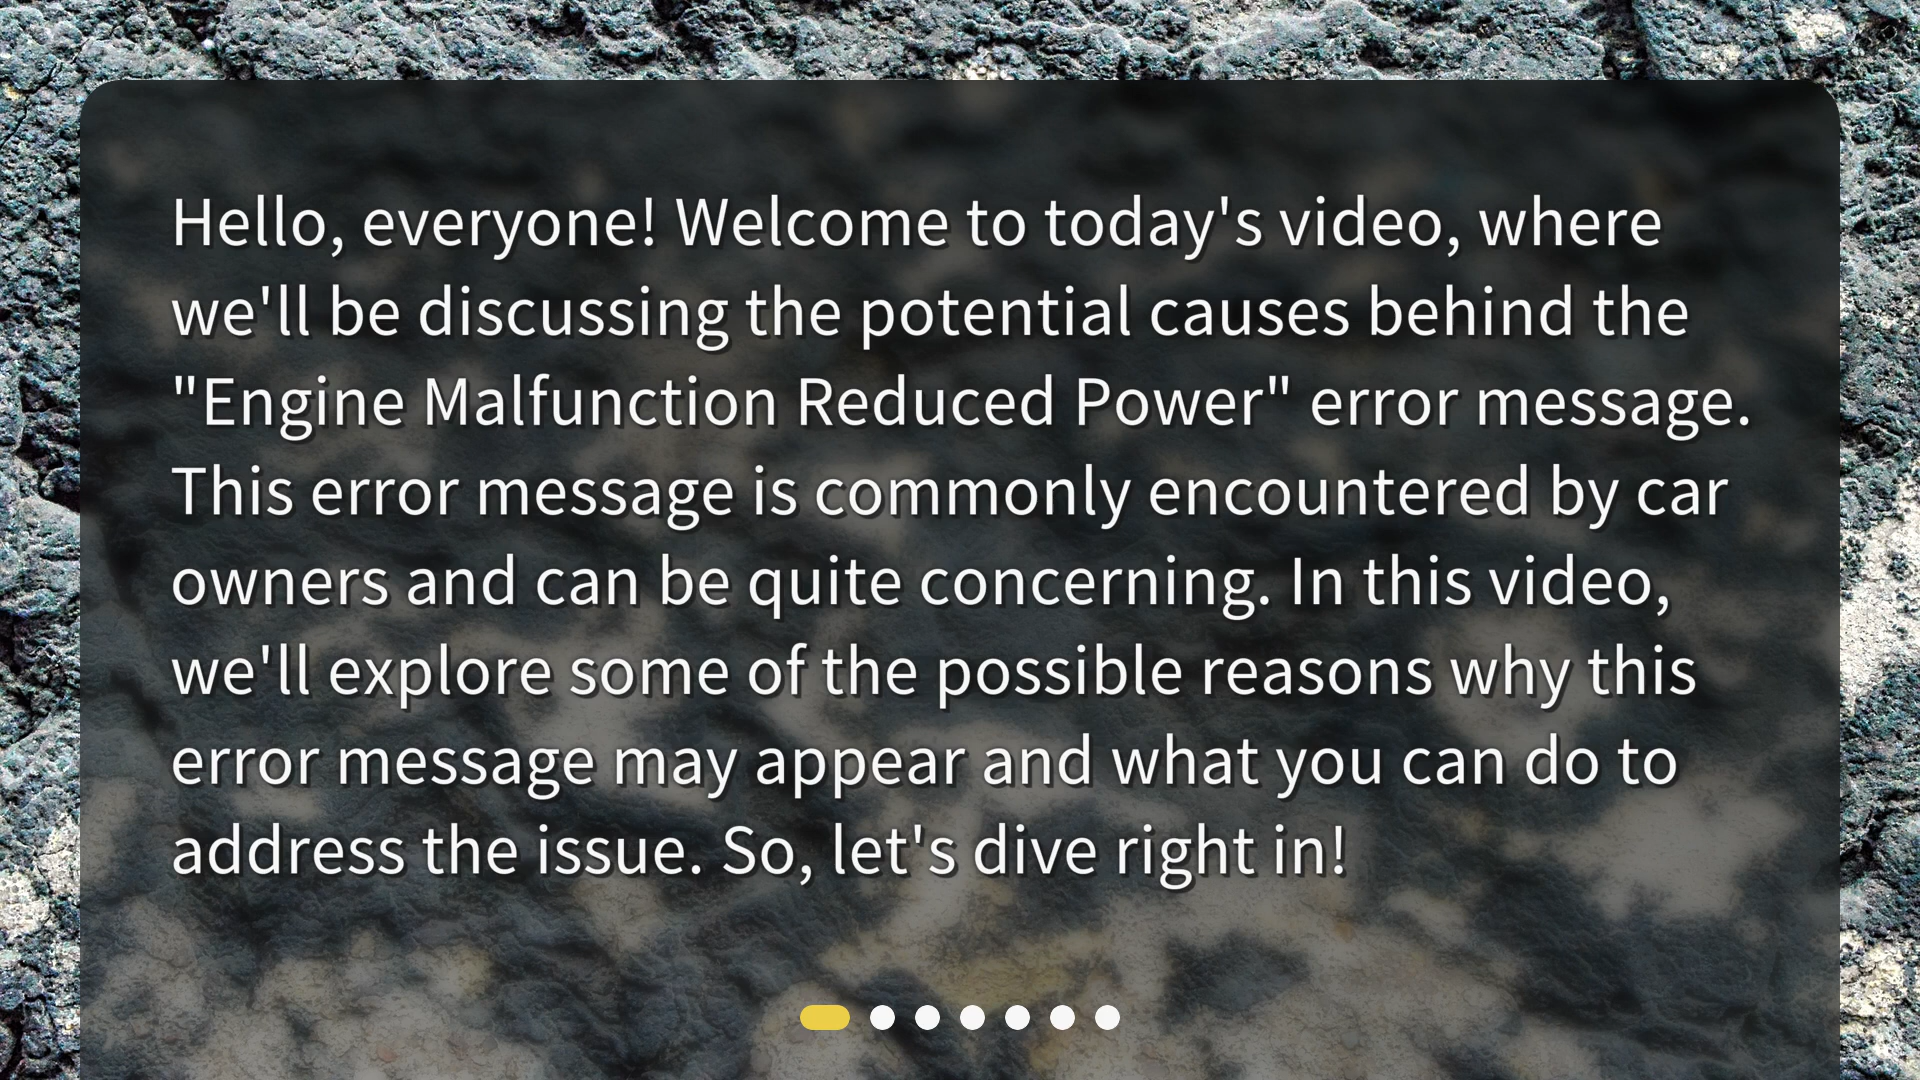 Hello, everyone! Welcome to today's video, where
we'll be discussing the potential causes behind the
"Engine Malfunction Reduced Power" error message.
This error message is commonly encountered by car
owners and can be quite concerning. In this video,
we'll explore some of the possible reasons why this
error message may appear and what you can do to
address the issue. So, let's dive right in!